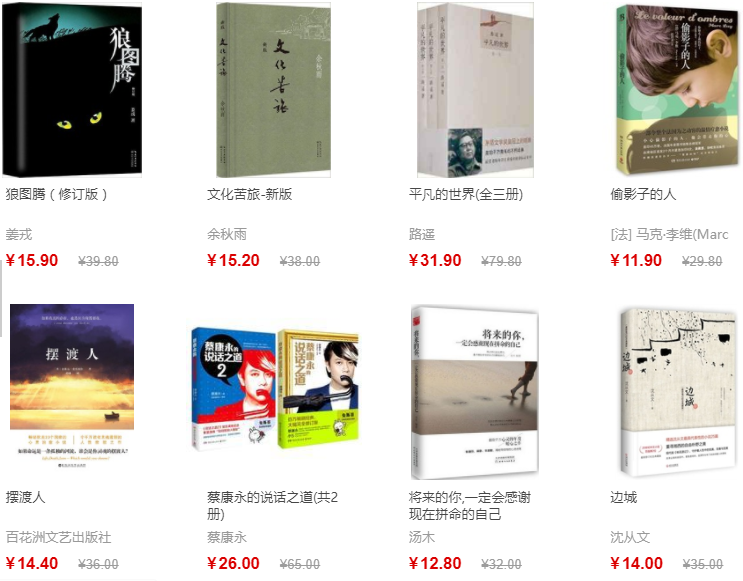 Le voleur d'ombres
狼图腾
文化苦旅
余秋雨
平凡的世界
偷影子的人
狼图腾（修订版）
文化苦旅-新版
平凡的世界(全三册)
偷影子的人
姜戎
余秋雨
路遥
[法] 马克·李维(Marc
¥15.90 ¥39.80
¥15.20 ¥38.00
¥31.90 ¥79.80
¥11.90 ¥29.80
摆渡人
蔡康永的
说话之道
2
蔡康永的
说话之道
将来的你,
一定会感谢现在拼命的自己
边城
摆渡人
蔡康永的说话之道(共2
册)
将来的你,一定会感谢
现在拼命的自己
边城
百花洲文艺出版社
蔡康永
汤木
沈从文
¥14.40 ¥36.00
¥26.00 ¥65.00
¥12.80 ¥32.00
¥14.00 ¥35.00